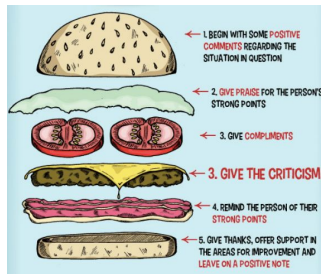 1. BEGIN WITH SOME POSITIVE
COMMENTS REGARDING THE
SITUATION IN QUESTION
2. GIVE PRAISE FOR THE PERSON'S
STRONG POINTS
3. GIVE COMPLIMENTS
3. GIVE THE CRITICISM
4. REMIND THE PERSON OF THEIR
STRONG POINTS
5. GIVE THANKS, OFFER SUPPORT IN
THE AREAS FOR IMPROVEMENT AND
LEAVE ON A POSITIVE NOTE